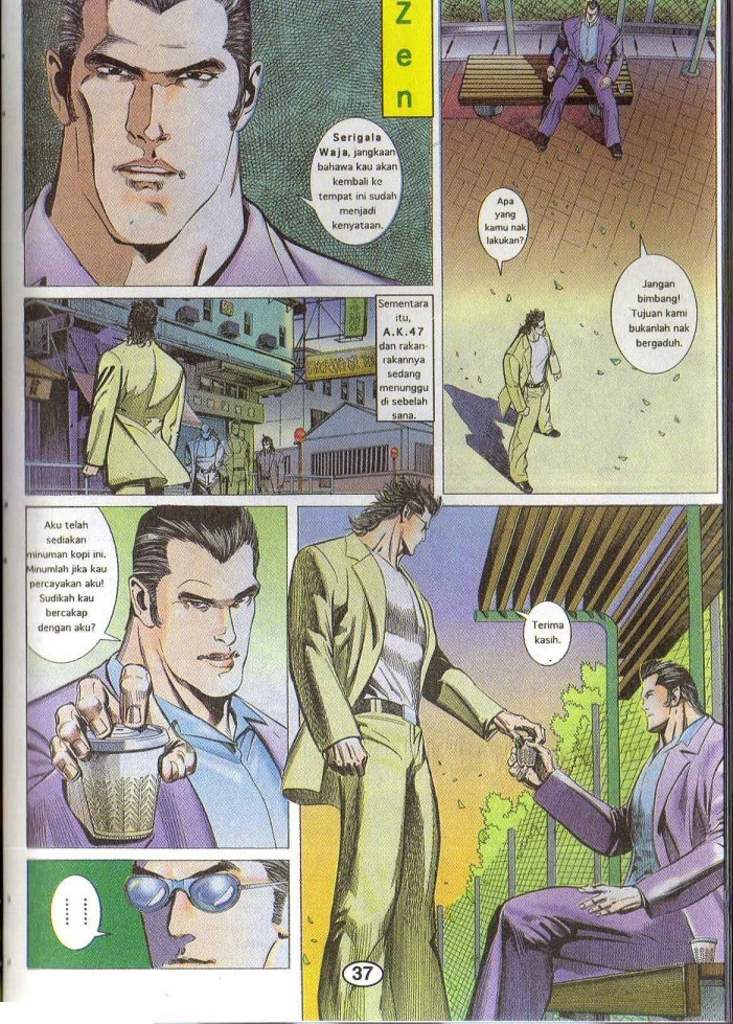 Zen
Serigala
Waja, jangkaan
bahawa kau akan
kembali ke
tempat ini sudah
menjadi
kenyataan.
Apa
yang
kamu nak
lakukan?
Jangan
bimbang!
Tujuan kami
bukanlah nak
bergaduh.
Sementara
itu,
A.K.47
dan rakan-
rakannya
sedang
menunggu
di sebelah
sana.
Aku telah
sediakan
minuman kopi ini.
Minumlah jika kau
percayakan aku!
Sudikah kau
bercakap
dengan aku?
Terima
kasih.
37